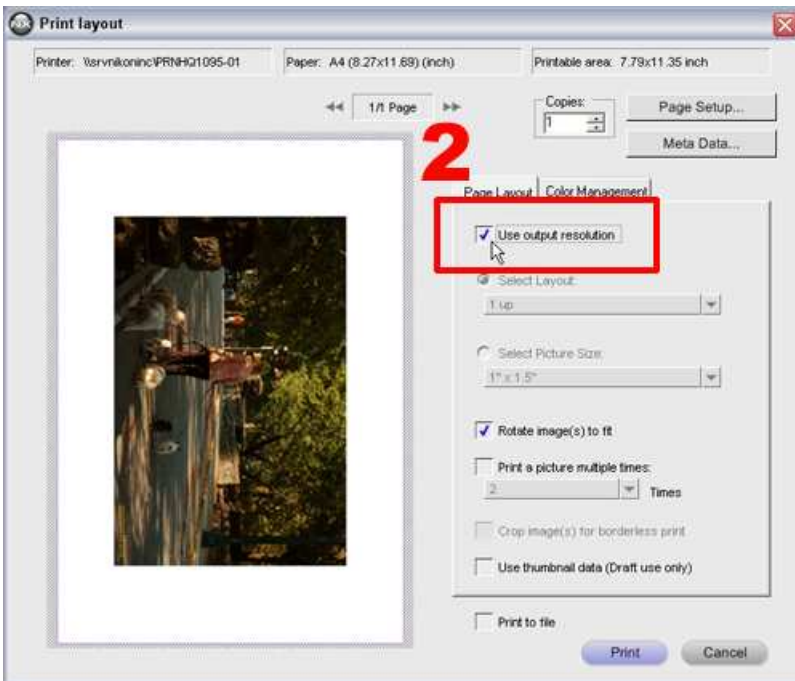 Print layout
Printer: \\srvnikoninc\PRNHQ1095-01 Paper: A4 (8.27x11.69) (inch) Printable area: 7.79x11.35 inch
1/1 Page
Copies:
1
Page Setup...
Meta Data...
2
Page Layout Color Management
Use output resolution
Select Layout:
1 up
Select Picture Size:
1" x 1.5"
Rotate image(s) to fit
Print a picture multiple times:
2 Times
Crop image(s) for borderless print
Use thumbnail data (Draft use only)
Print to file
Print Cancel